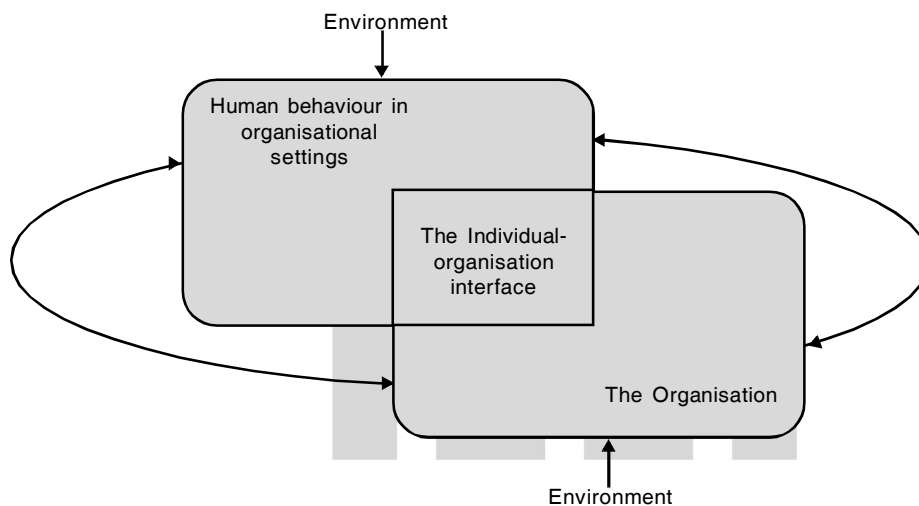 Environment
Human behaviour in
organisational
settings
The Individual-
organisation
interface
The Organisation
Environment